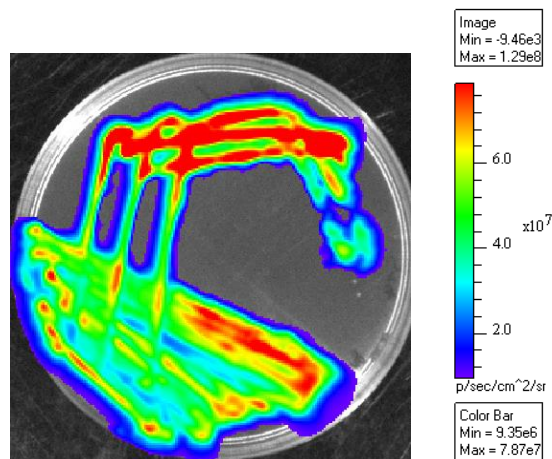 Image
Min = -9.46e3
Max = 1.29e8
6.0
x10^7
4.0
2.0
p/sec/cm^2/sr
Color Bar
Min = 9.35e6
Max = 7.87e7